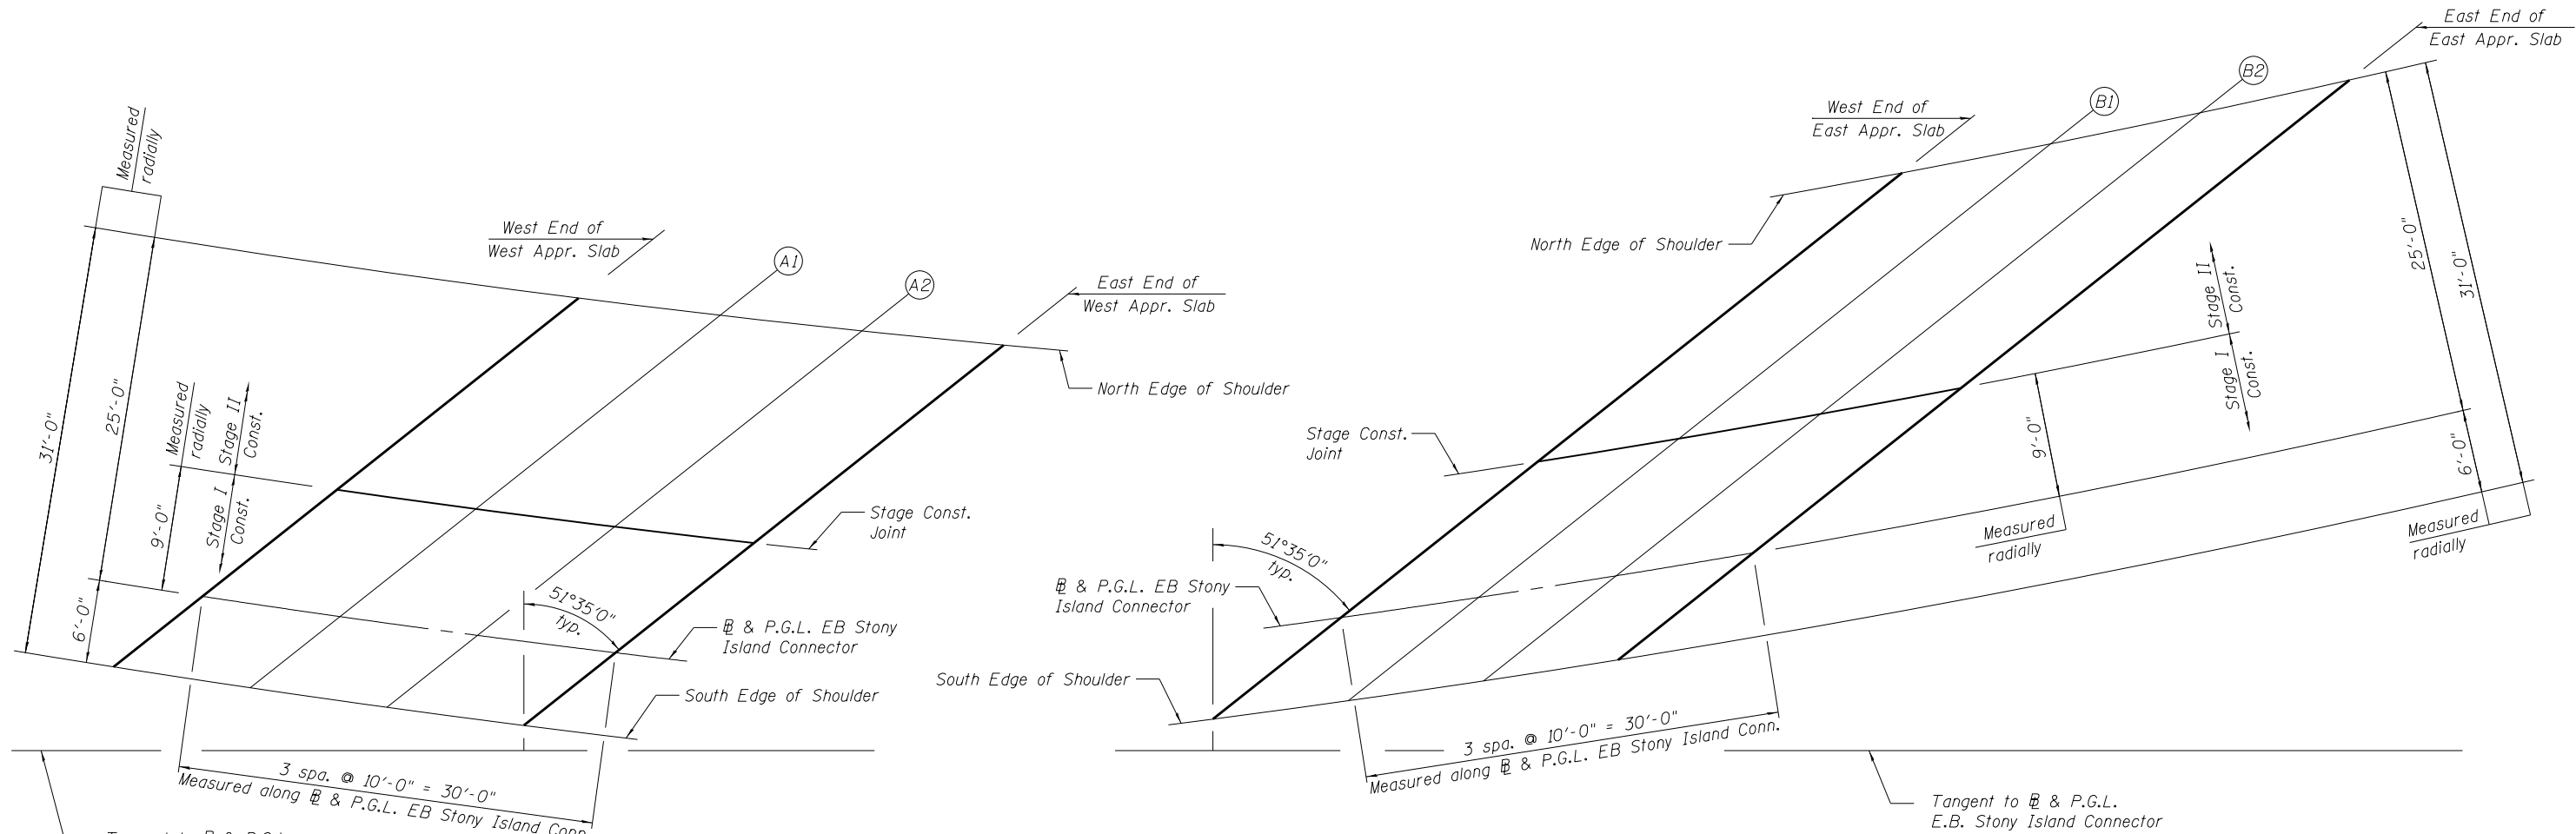 Measured
radially
31'-0"
25'-0"
9'-0"
6'-0"
Measured
radially
Stage II
Const.
Stage I
Const.
West End of
West Appr. Slab
A1
A2
East End of
West Appr. Slab
North Edge of Shoulder
Stage Const.
Joint
51°35'0"
typ.
℄ & P.G.L. EB Stony
Island Connector
South Edge of Shoulder
3 spa. @ 10'-0" = 30'-0"
Measured along ℄ & P.G.L. EB Stony Island Conn.
West End of
East Appr. Slab
B1
B2
East End of
East Appr. Slab
North Edge of Shoulder
Stage Const.
Joint
51°35'0"
typ.
℄ & P.G.L. EB Stony
Island Connector
South Edge of Shoulder
3 spa. @ 10'-0" = 30'-0"
Measured along ℄ & P.G.L. EB Stony Island Conn.
Stage II
Const.
Stage I
Const.
25'-0"
31'-0"
9'-0"
6'-0"
Measured
radially
Measured
radially
Tangent to ℄ & P.G.L.
E.B. Stony Island Connector